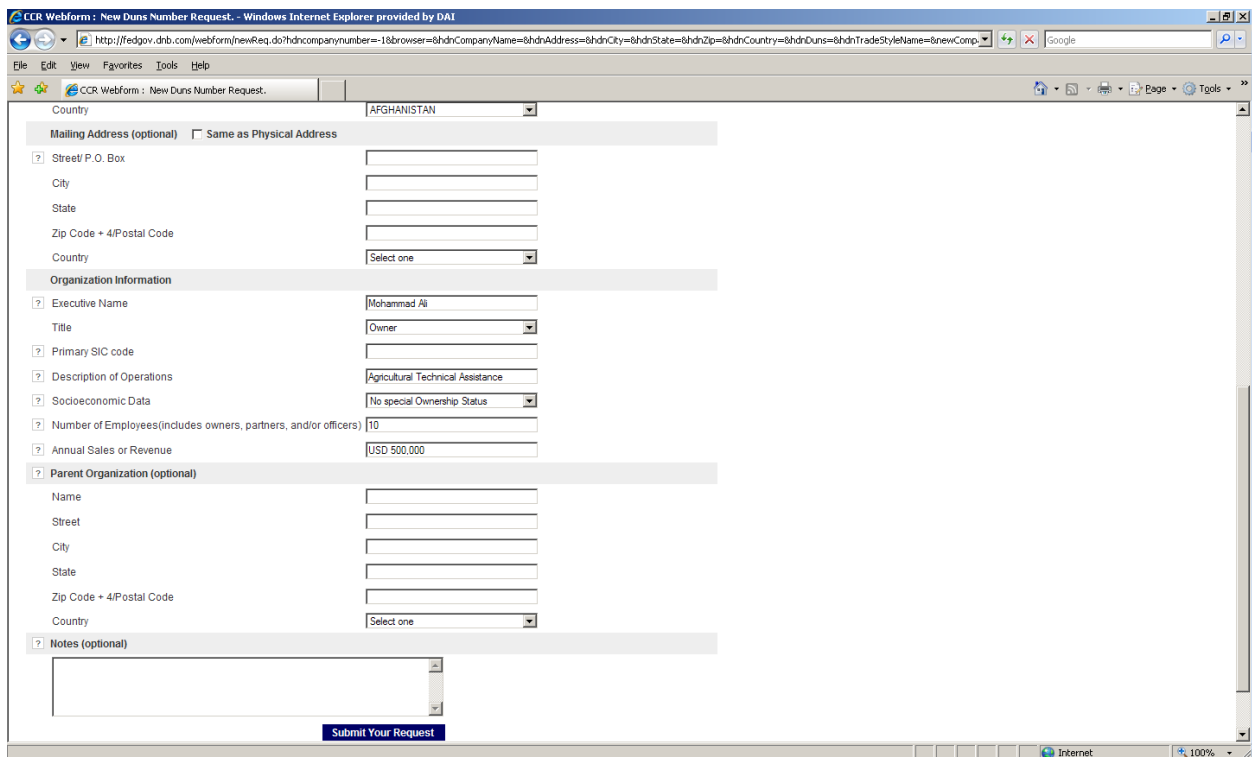 CCR Webform : New Duns Number Request. - Windows Internet Explorer provided by DAI
http://fedgov.dnb.com/webform/newReq.do?hdncompanynumber=-1&browser=&hdnCompanyName=&hdnAddress=&hdnCity=&hdnState=&hdnZip=&hdnCountry=&hdnDuns=&hdnTradeStyleName=&newComp Google
File Edit View Favorites Tools Help
CCR Webform : New Duns Number Request. Page Tools »
Country AFGHANISTAN
Mailing Address (optional) Same as Physical Address
? Street/ P.O. Box
City
State
Zip Code + 4/Postal Code
Country Select one
Organization Information
? Executive Name Mohammad Ali
Title Owner
? Primary SIC code
? Description of Operations Agricultural Technical Assistance
? Socioeconomic Data No special Ownership Status
? Number of Employees(includes owners, partners, and/or officers) 10
? Annual Sales or Revenue USD 500,000
? Parent Organization (optional)
Name
Street
City
State
Zip Code + 4/Postal Code
Country Select one
? Notes (optional)
Submit Your Request
Internet 100%